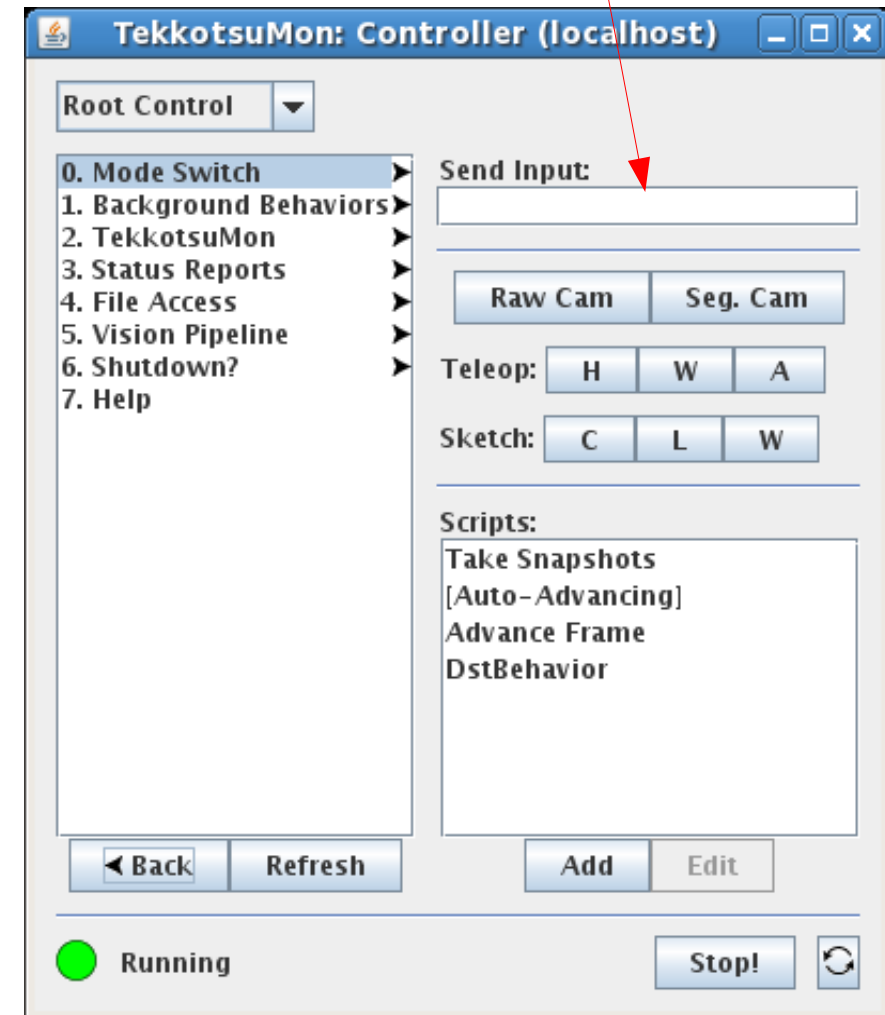 TekkotsuMon: Controller (localhost)
Root Control
0. Mode Switch
1. Background Behaviors
2. TekkotsuMon
3. Status Reports
4. File Access
5. Vision Pipeline
6. Shutdown?
7. Help
Back
Refresh
Send Input:
Raw Cam
Seg. Cam
Teleop:
H
W
A
Sketch:
C
L
W
Scripts:
Take Snapshots
[Auto-Advancing]
Advance Frame
DstBehavior
Add
Edit
Running
Stop!